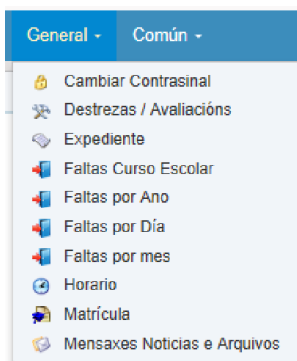 General Común
Cambiar Contrasinal
Destrezas / Avaliacións
Expediente
Faltas Curso Escolar
Faltas por Ano
Faltas por Día
Faltas por mes
Horario
Matrícula
Mensaxes Noticias e Arquivos